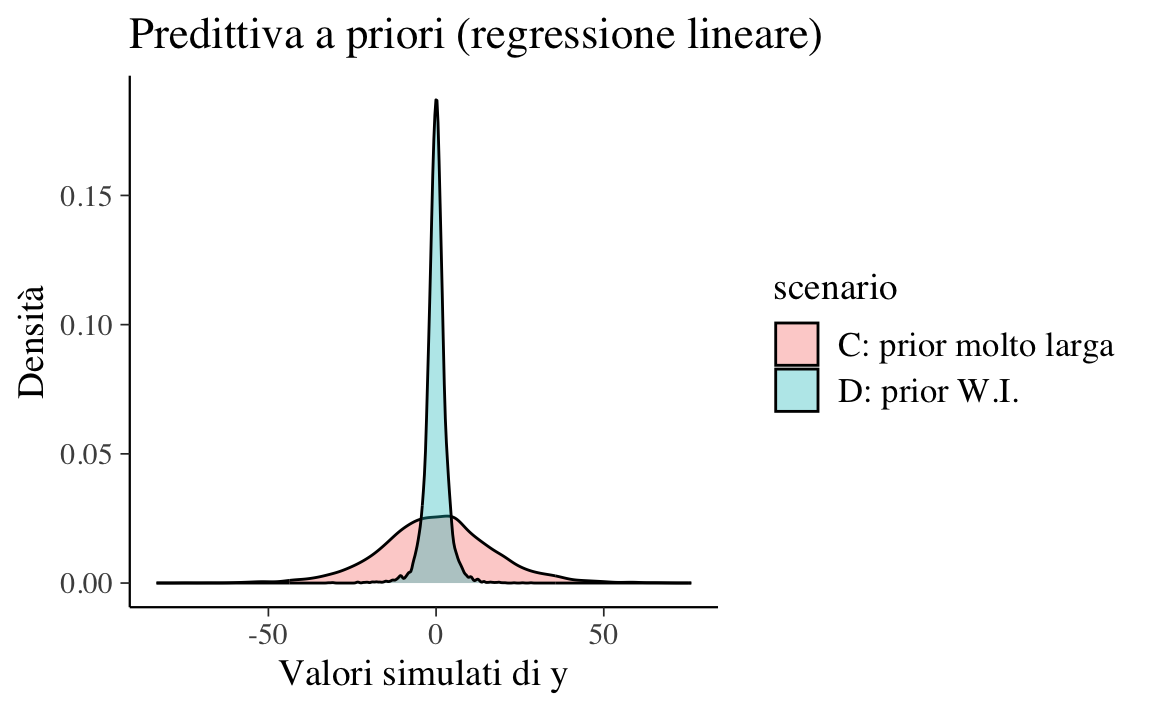 Predittiva a priori (regressione lineare)
Densità
0.15
0.10
0.05
0.00
-50
0
50
Valori simulati di y
scenario
C: prior molto larga
D: prior W.I.